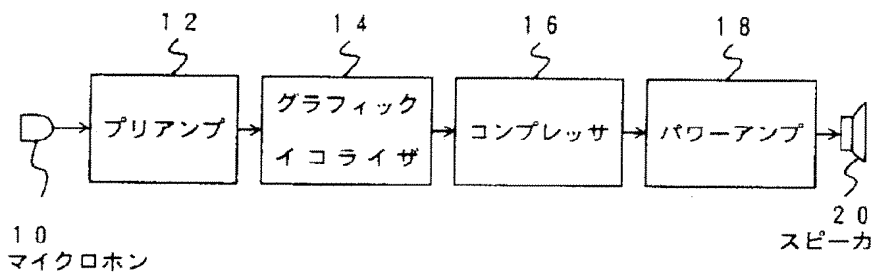 12
14
16
18
プリアンプ
グラフィック
イコライザ
コンプレッサ
パワーアンプ
10
マイクロホン
20
スピーカ